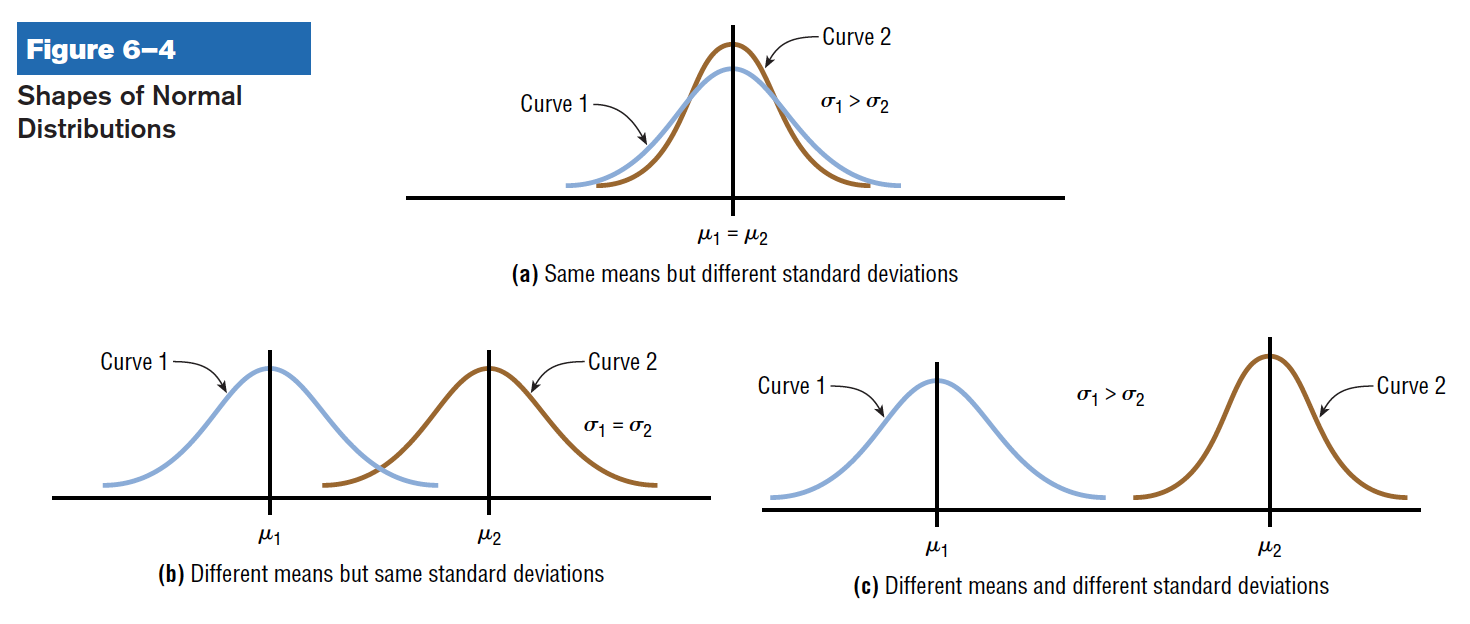 Figure 6–4
Shapes of Normal
Distributions
Curve 2
Curve 1
σ1 > σ2
μ1 = μ2
(a) Same means but different standard deviations
Curve 1
Curve 2
σ1 = σ2
μ1
μ2
(b) Different means but same standard deviations
Curve 1
σ1 > σ2
Curve 2
μ1
μ2
(c) Different means and different standard deviations